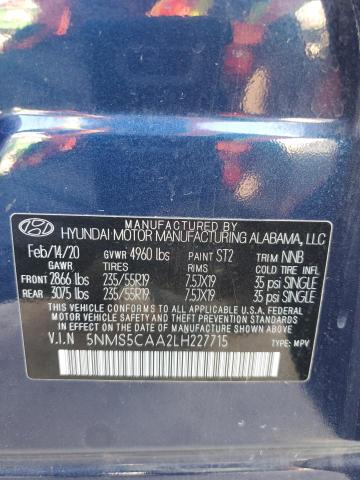 MANUFACTURED BY
HYUNDAI MOTOR MANUFACTURING ALABAMA, LLC
Feb/14/20 GVWR 4960 lbs PAINT ST2 TRIM NNB
GAWR TIRES RIMS COLD TIRE INFL
FRONT 2866 lbs 235/55R19 7.5JX19 35 psi SINGLE
REAR 3075 lbs 235/55R19 7.5JX19 35 psi SINGLE
THIS VEHICLE CONFORMS TO ALL APPLICABLE
FEDERAL MOTOR VEHICLE SAFETY AND THEFT
PREVENTION STANDARDS IN EFFECT ON THE DATE
OF MANUFACTURE SHOWN ABOVE.
V.I.N 5NMS5CAA2LH227715
TYPE: MPV